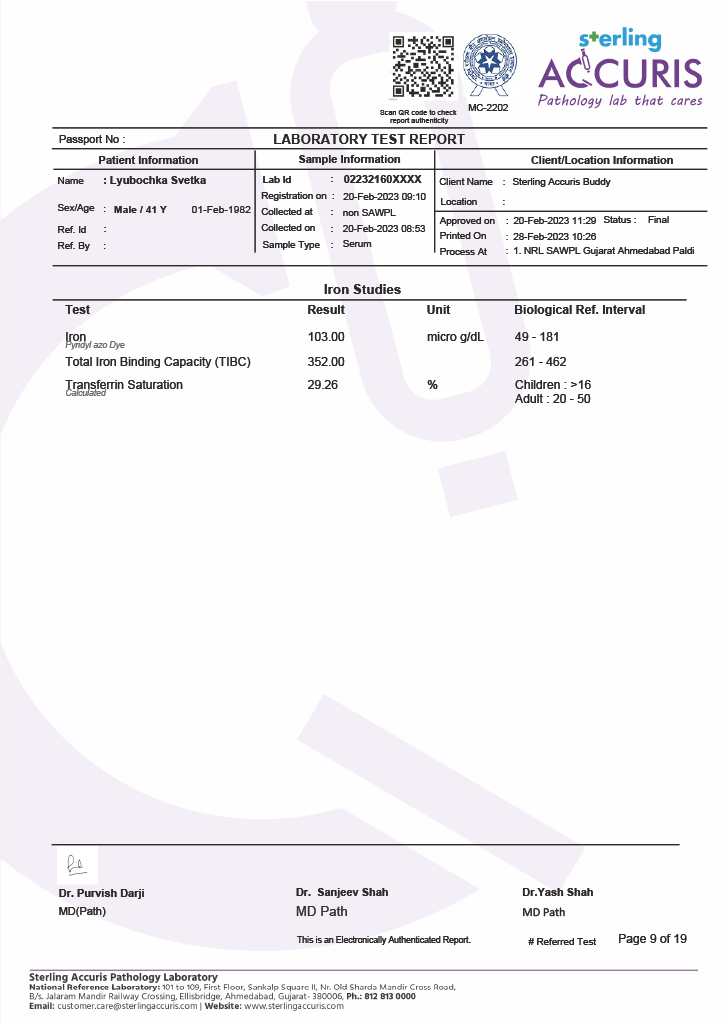 sterling
ACCURIS
Pathology lab that cares
MC-2202
Scan QR code to check
report authenticity
Passport No :
LABORATORY TEST REPORT
Patient Information
Sample Information
Client/Location Information
Name : Lyubochka Svetka
Lab Id : 02232160XXXX
Client Name : Sterling Accuris Buddy
Registration on : 20-Feb-2023 09:10
Location :
Sex/Age : Male / 41 Y 01-Feb-1982
Collected at : non SAWPL
Approved on : 20-Feb-2023 11:29 Status : Final
Ref. Id :
Collected on : 20-Feb-2023 08:53
Printed On : 28-Feb-2023 10:26
Ref. By :
Sample Type : Serum
Process At : 1. NRL SAWPL Gujarat Ahmedabad Paldi
Iron Studies
Test Result Unit Biological Ref. Interval
Iron 103.00 micro g/dL 49 - 181
Pyridyl azo Dye
Total Iron Binding Capacity (TIBC) 352.00 261 - 462
Transferrin Saturation 29.26 % Children : >16
Calculated
Adult : 20 - 50
Dr. Purvish Darji
MD(Path)
Dr. Sanjeev Shah
MD Path
Dr.Yash Shah
MD Path
This is an Electronically Authenticated Report.
# Referred Test
Page 9 of 19
Sterling Accuris Pathology Laboratory
National Reference Laboratory: 101 to 109, First Floor, Sankalp Square II, Nr. Old Sharda Mandir Cross Road,
B/s. Jalaram Mandir Railway Crossing, Ellisbridge, Ahmedabad, Gujarat- 380006, Ph.: 812 813 0000
Email: customer.care@sterlingaccuris.com | Website: www.sterlingaccuris.com